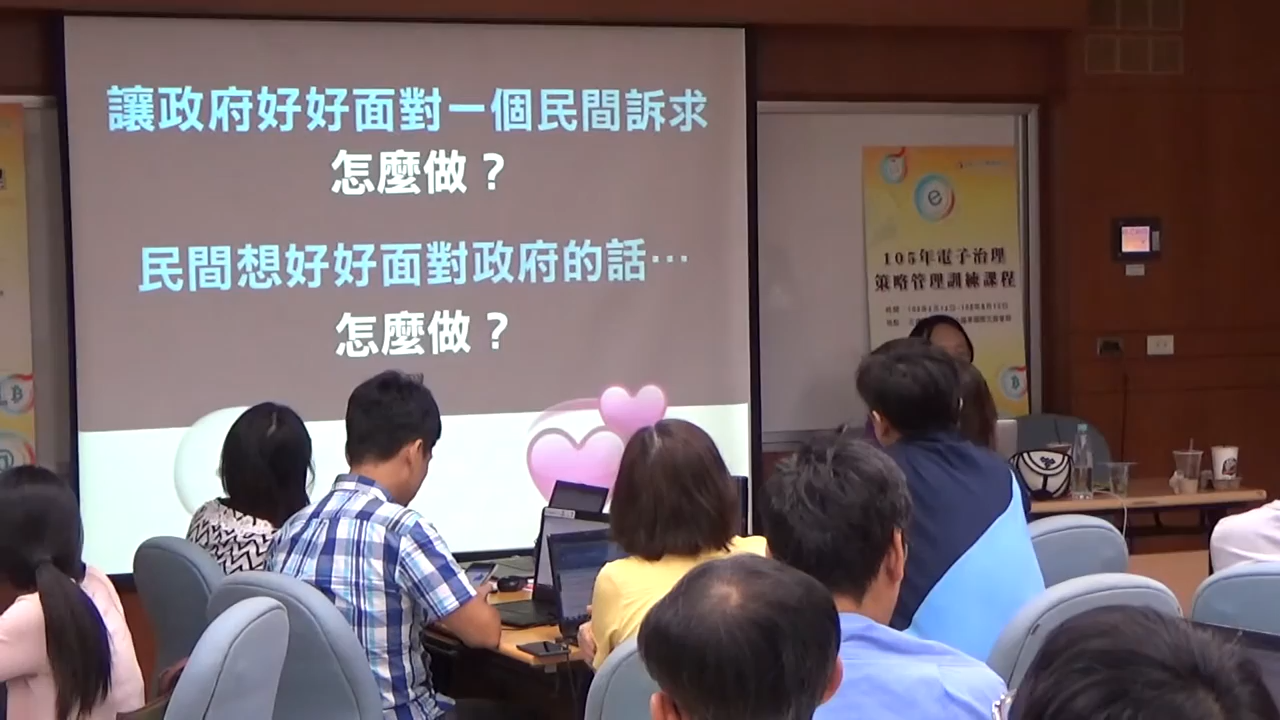 讓政府好好面對一個民間訴求
怎麼做？
民間想好好面對政府的話…
怎麼做？
e
105年電子治理
策略管理訓練課程